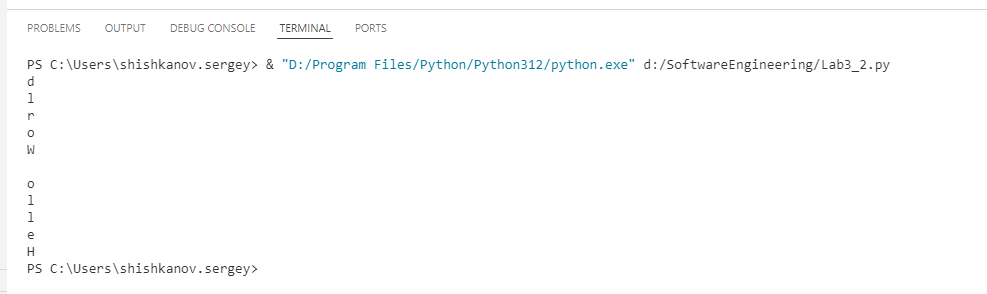 PROBLEMS OUTPUT DEBUG CONSOLE TERMINAL PORTS
PS C:\Users\shishkanov.sergey> & "D:/Program Files/Python/Python312/python.exe" d:/SoftwareEngineering/Lab3_2.py
d
l
r
o
W

o
l
l
e
H
PS C:\Users\shishkanov.sergey>